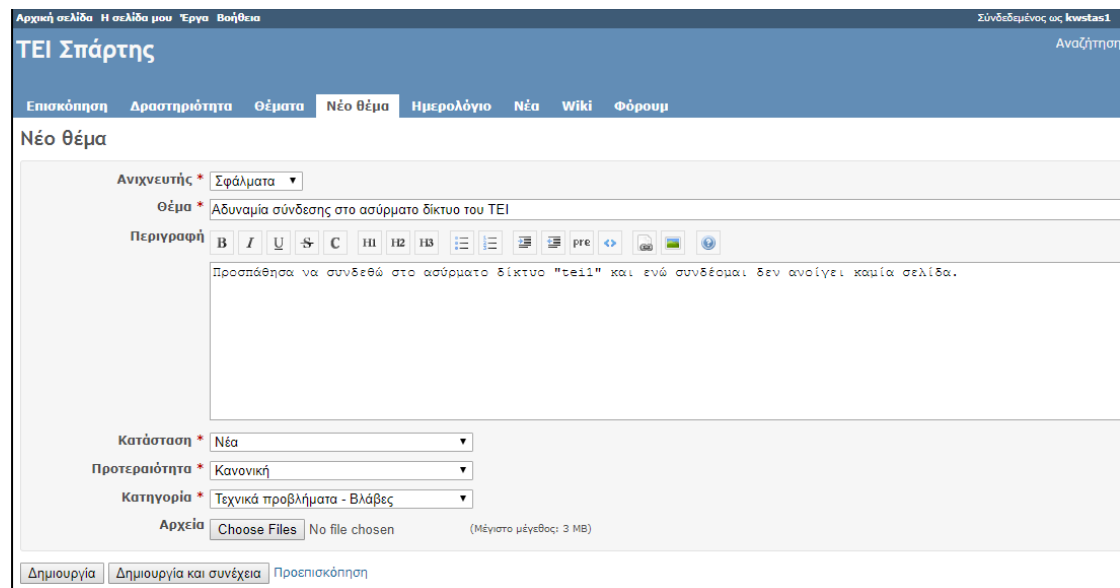 Αρχική σελίδα Η σελίδα μου Έργα Βοήθεια Σύνδεδεμένος ως kwstas1
ΤΕΙ Σπάρτης Αναζήτηση
Επισκόπηση Δραστηριότητα Θέματα Νέο θέμα Ημερολόγιο Νέα Wiki Φόρουμ
Νέο θέμα
Ανιχνευτής * Σφάλματα
Θέμα * Αδυναμία σύνδεσης στο ασύρματο δίκτυο του ΤΕΙ
Περιγραφή B I U S C H1 H2 H3 pre <>
Προσπάθησα να συνδεθώ στο ασύρματο δίκτυο "tei1" και ενώ συνδέομαι δεν ανοίγει καμία σελίδα.
Κατάσταση * Νέα
Προτεραιότητα * Κανονική
Κατηγορία * Τεχνικά προβλήματα - Βλάβες
Αρχεία Choose Files No file chosen (Μέγιστο μέγεθος: 3 MB)
Δημιουργία Δημιουργία και συνέχεια Προεπισκόπηση